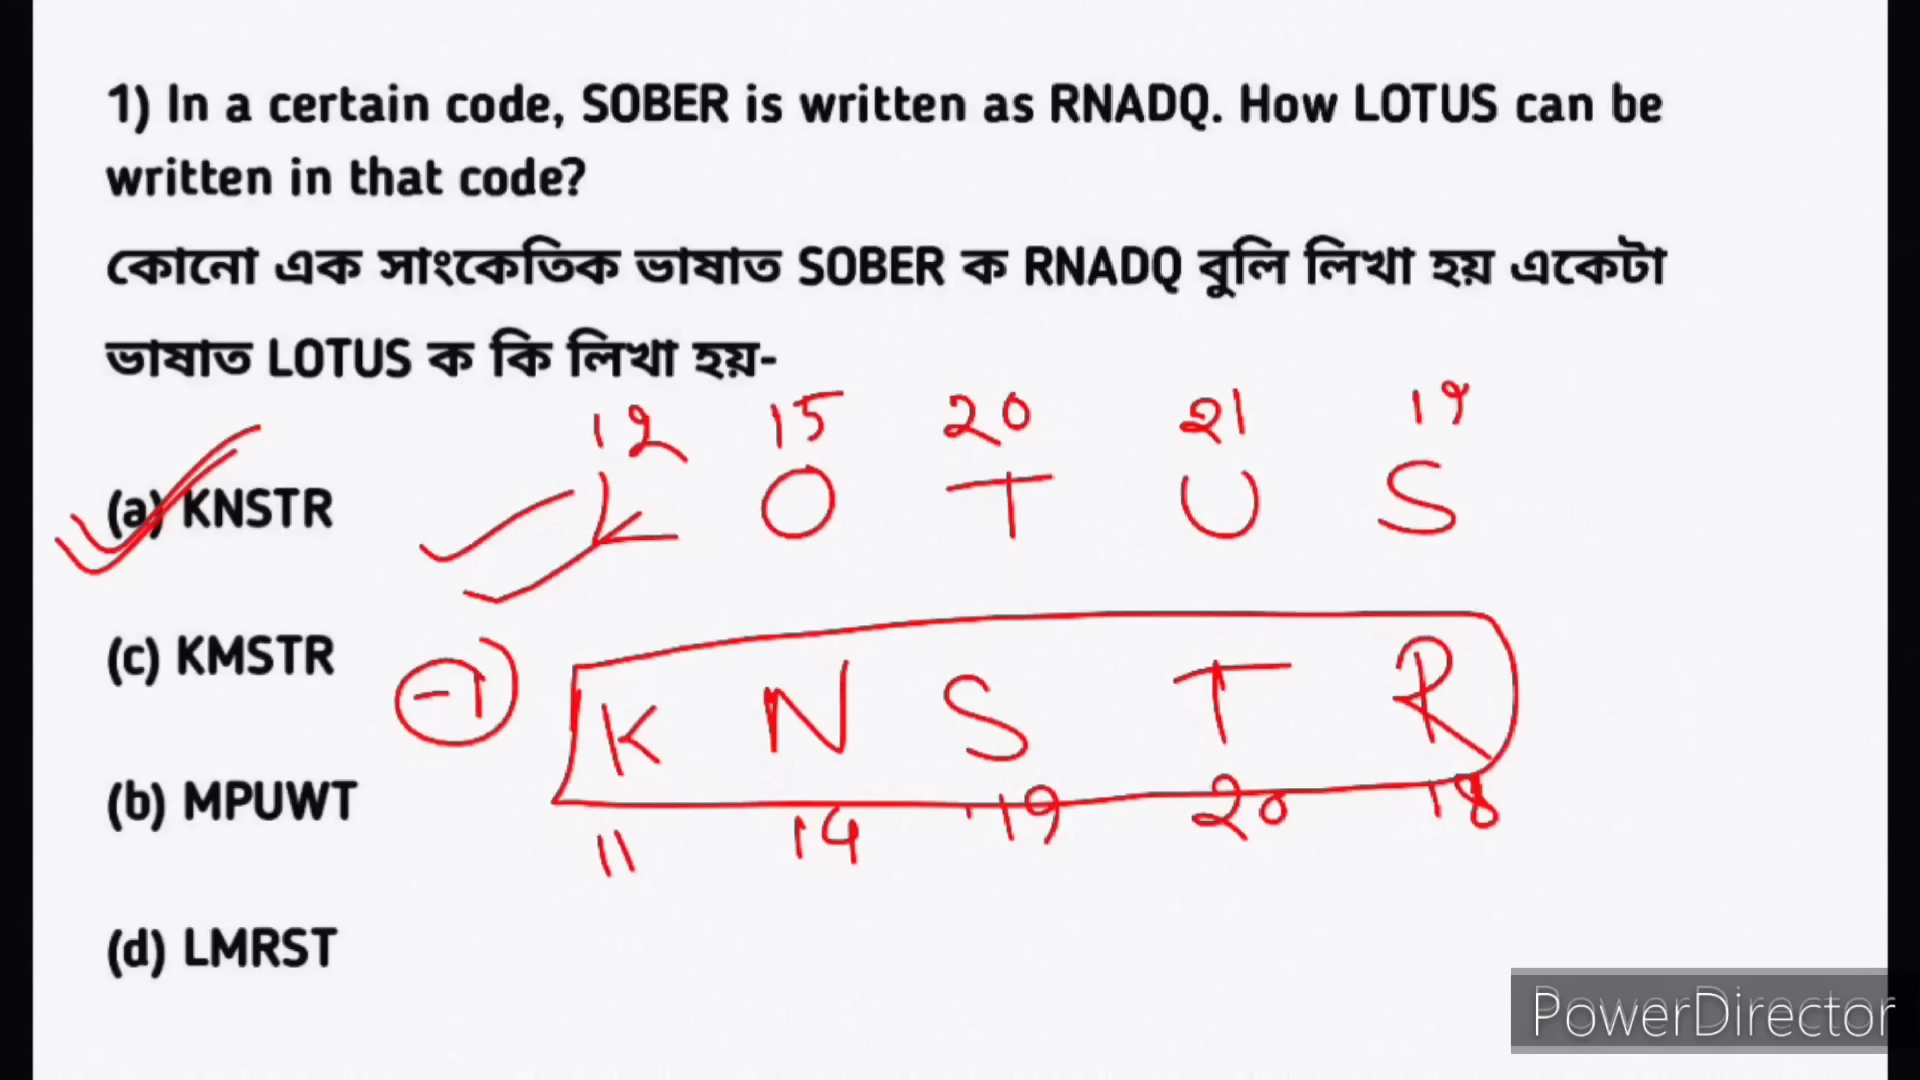 1) In a certain code, SOBER is written as RNADQ. How LOTUS can be
written in that code?
কোনো এক সাংকেতিক ভাষাত SOBER ক RNADQ বুলি লিখা হয় একেটা
ভাষাত LOTUS ক কি লিখা হয়-
12 15 20 21 19
L O T U S
(a) KNSTR
(c) KMSTR
-1 K N S T R
11 14 19 20 18
(b) MPUWT
(d) LMRST
PowerDirector